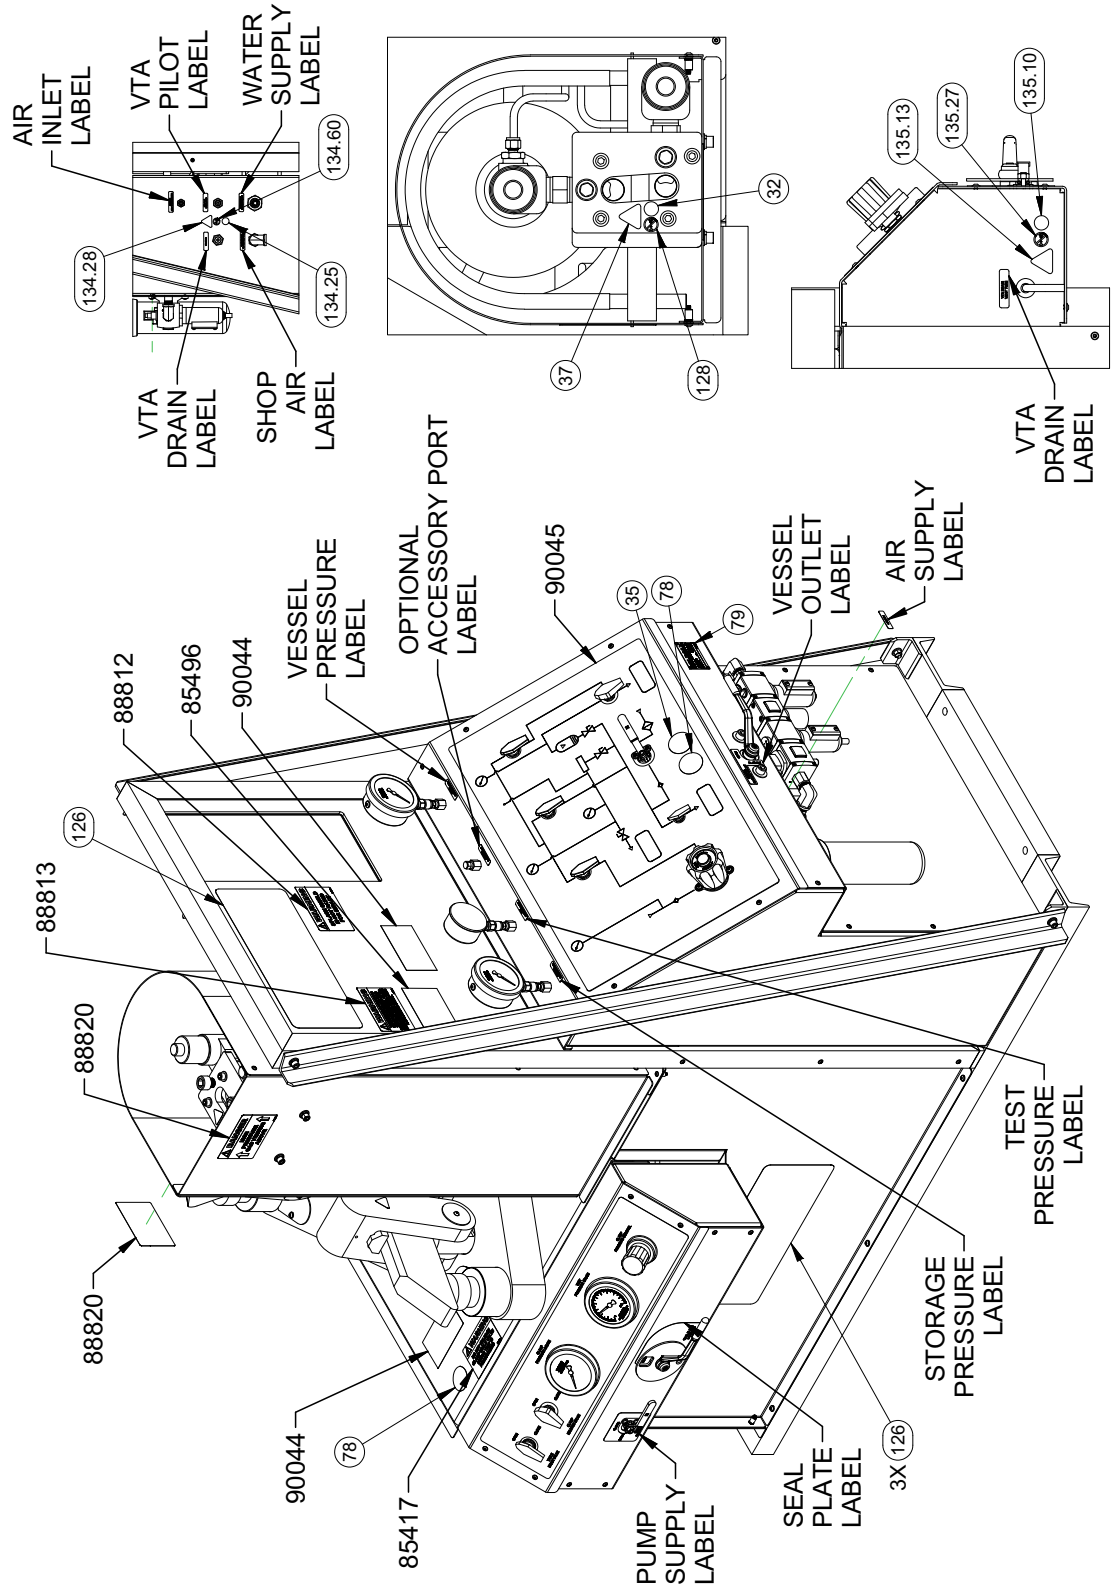 88820
88820
88813
126
88812
85496
90044
VESSEL
PRESSURE
LABEL
OPTIONAL
ACCESSORY PORT
LABEL
90045
35
78
79
VESSEL
OUTLET
LABEL
AIR
SUPPLY
LABEL
90044
78
85417
PUMP
SUPPLY
LABEL
SEAL
PLATE
LABEL
3X 126
STORAGE
PRESSURE
LABEL
TEST
PRESSURE
LABEL
134.28
AIR
INLET
LABEL
VTA
PILOT
LABEL
WATER
SUPPLY
LABEL
VTA
DRAIN
LABEL
SHOP
AIR
LABEL
134.25
134.60
37
128
32
135.13
135.27
135.10
VTA
DRAIN
LABEL